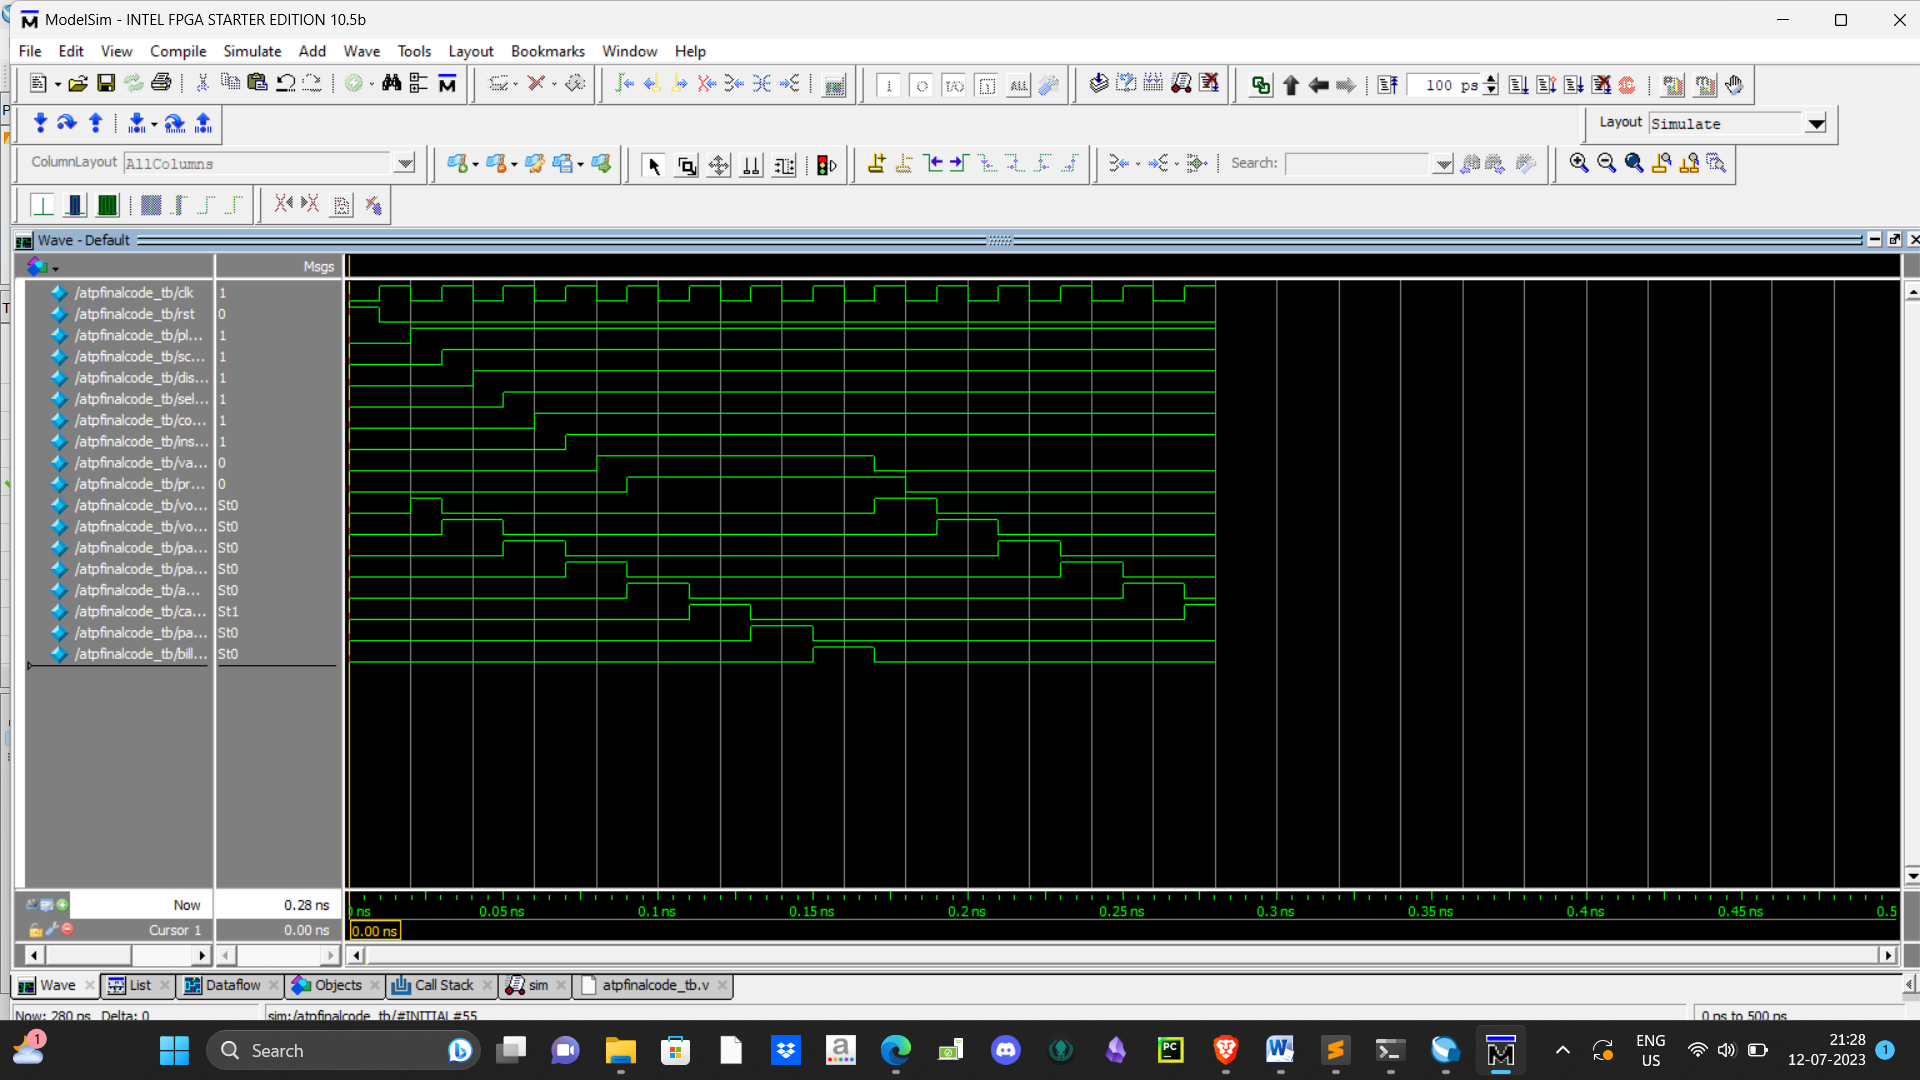 ModelSim - INTEL FPGA STARTER EDITION 10.5b
File Edit View Compile Simulate Add Wave Tools Layout Bookmarks Window Help
100 ps
Layout Simulate
ColumnLayout AllColumns
Search:
Wave - Default
Msgs
/atpfinalcode_tb/clk 1
/atpfinalcode_tb/rst 0
/atpfinalcode_tb/pl... 1
/atpfinalcode_tb/sc... 1
/atpfinalcode_tb/dis... 1
/atpfinalcode_tb/sel... 1
/atpfinalcode_tb/co... 1
/atpfinalcode_tb/ins... 1
/atpfinalcode_tb/va... 0
/atpfinalcode_tb/pr... 0
/atpfinalcode_tb/vo... St0
/atpfinalcode_tb/vo... St0
/atpfinalcode_tb/pa... St0
/atpfinalcode_tb/pa... St0
/atpfinalcode_tb/a... St0
/atpfinalcode_tb/ca... St1
/atpfinalcode_tb/pa... St0
/atpfinalcode_tb/bill... St0
Now 0.28 ns
ns 0.05 ns 0.1 ns 0.15 ns 0.2 ns 0.25 ns 0.3 ns 0.35 ns 0.4 ns 0.45 ns 0.5
Cursor 1 0.00 ns 0.00 ns
Wave List Dataflow Objects Call Stack sim atpfinalcode_tb.v
Now: 280 ps Delta: 0 sim:/atpfinalcode_tb/#INITIAL#55 0 ps to 500 ps
1 Search ENG 21:28
US 12-07-2023 1